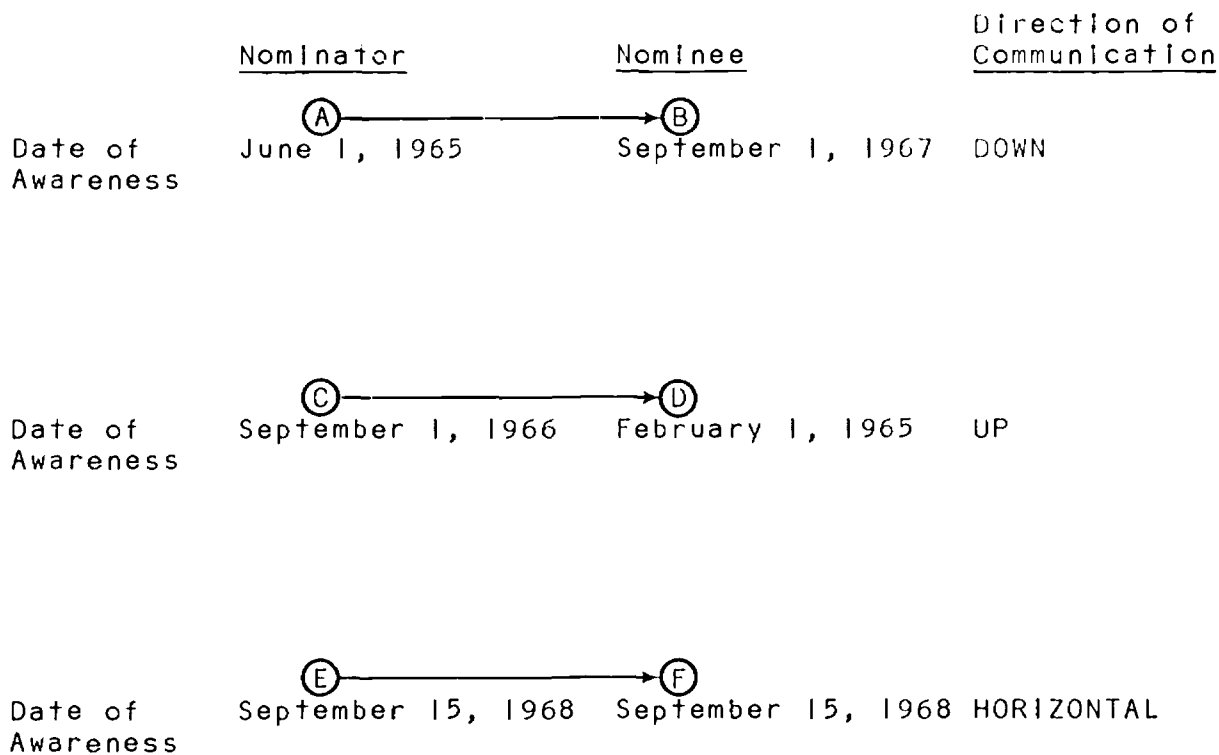 Direction of
Nominator Nominee Communication
A B
Date of June 1, 1965 September 1, 1967 DOWN
Awareness
C D
Date of September 1, 1966 February 1, 1965 UP
Awareness
E F
Date of September 15, 1968 September 15, 1968 HORIZONTAL
Awareness